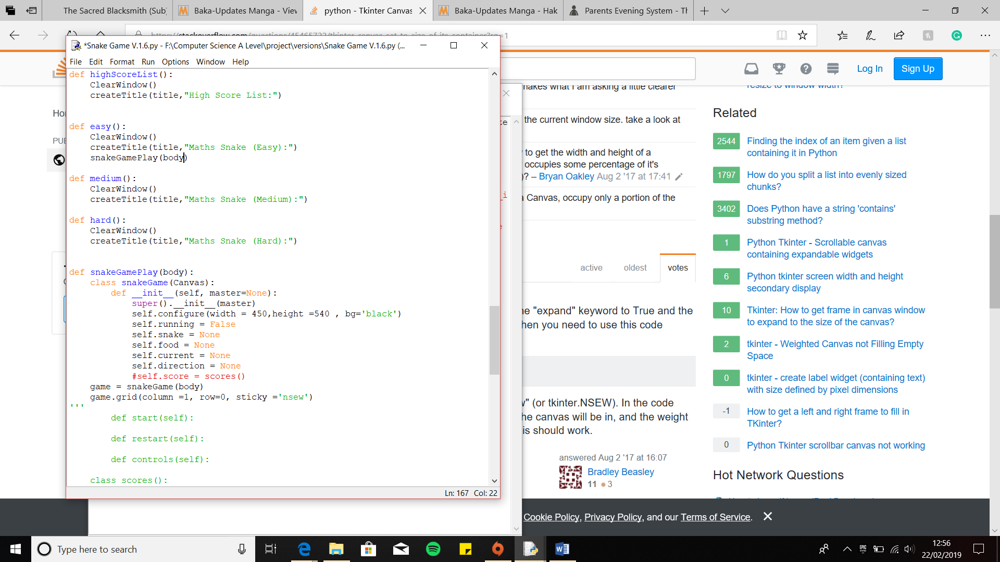 The Sacred Blacksmith (Sub
Baka-Updates Manga - View
python - Tkinter Canvas
Baka-Updates Manga - Hak
Parents Evening System - Th
*Snake Game V.1.6.py - F:\Computer Science A Level\project\versions\Snake Game V.1.6.py (...
File Edit Format Run Options Window Help
def highScoreList():
ClearWindow()
createTitle(title,"High Score List:")
def easy():
ClearWindow()
createTitle(title,"Maths Snake (Easy):")
snakeGamePlay(body)
def medium():
ClearWindow()
createTitle(title,"Maths Snake (Medium):")
def hard():
ClearWindow()
createTitle(title,"Maths Snake (Hard):")
def snakeGamePlay(body):
class snakeGame(Canvas):
def __init__(self, master=None):
super().__init__(master)
self.configure(width = 450,height =540 , bg='black')
self.running = False
self.snake = None
self.food = None
self.current = None
self.direction = None
#self.score = scores()
game = snakeGame(body)
game.grid(column =1, row=0, sticky ='nsew')
'''
def start(self):
def restart(self):
def controls(self):
class scores():
Ln: 167 Col: 22
Log In
Sign Up
makes what I am asking a little clearer
the current window size. take a look at
to get the width and height of a
occupies some percentage of it's
)? – Bryan Oakley Aug 2 '17 at 17:41
a Canvas, occupy only a portion of the
active oldest votes
"expand" keyword to True and the
hen you need to use this code
(or tkinter.NSEW). In the code
he canvas will be in, and the weight
is should work.
answered Aug 2 '17 at 16:07
Bradley Beasley
11 3
resize to window width?
Related
2544 Finding the index of an item given a list
containing it in Python
1797 How do you split a list into evenly sized
chunks?
3402 Does Python have a string 'contains'
substring method?
1 Python Tkinter - Scrollable canvas
containing expandable widgets
6 Python tkinter screen width and height
secondary display
10 Tkinter: How to get frame in canvas window
to expand to the size of the canvas?
2 tkinter - Weighted Canvas not Filling Empty
Space
0 tkinter - create label widget (containing text)
with size defined by pixel dimensions
-1 How to get a left and right frame to fill in
TKinter?
0 Python Tkinter scrollbar canvas not working
Hot Network Questions
Cookie Policy, Privacy Policy, and our Terms of Service.
Type here to search
12:56
22/02/2019